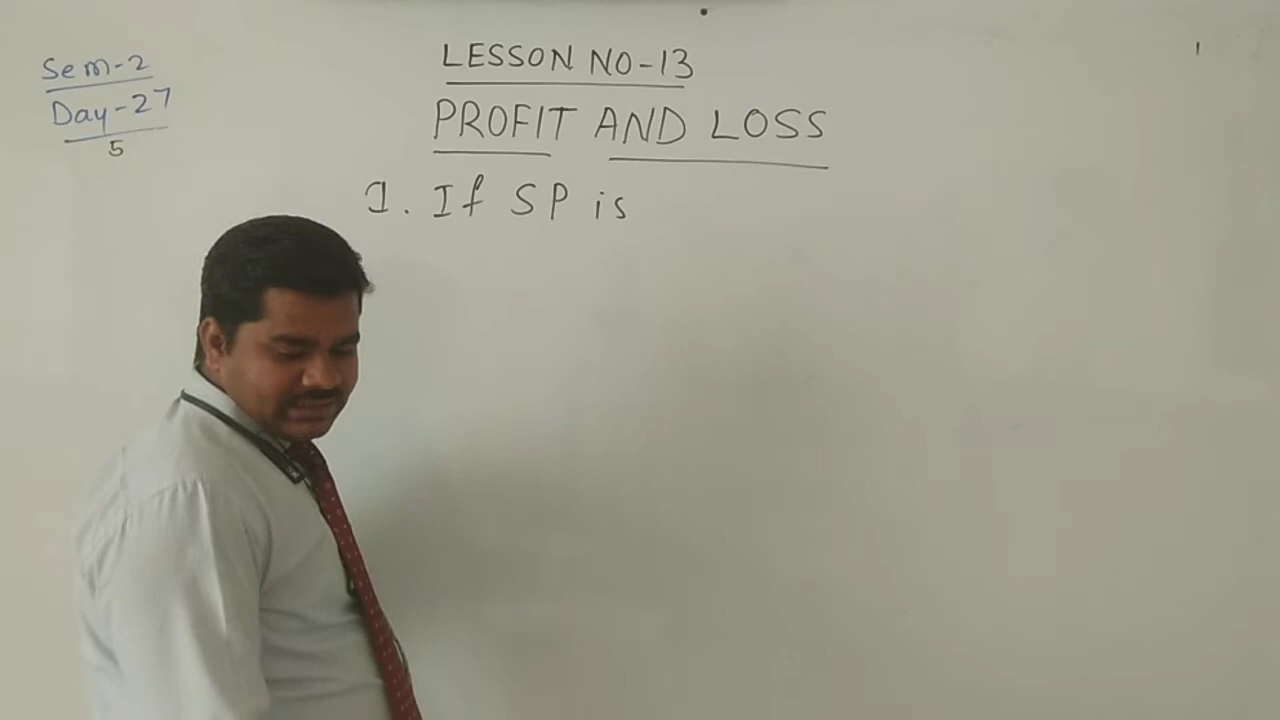 Sem-2
Day-27
5
LESSON NO-13
PROFIT AND LOSS
1. If SP is